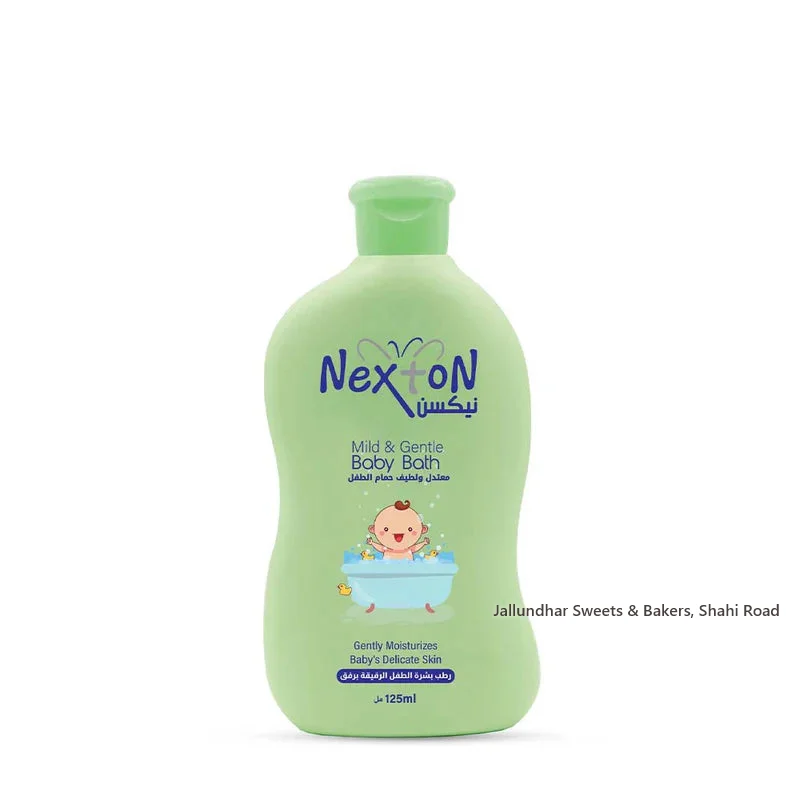 NextoN
نيكسن
Mild & Gentle
Baby Bath
معتدل ولطيف حمام الطفل
Jallundhar Sweets & Bakers, Shahi Road
Gently Moisturizes
Baby's Delicate Skin
رطب بشرة الطفل الرقيقة برفق
125ml مل